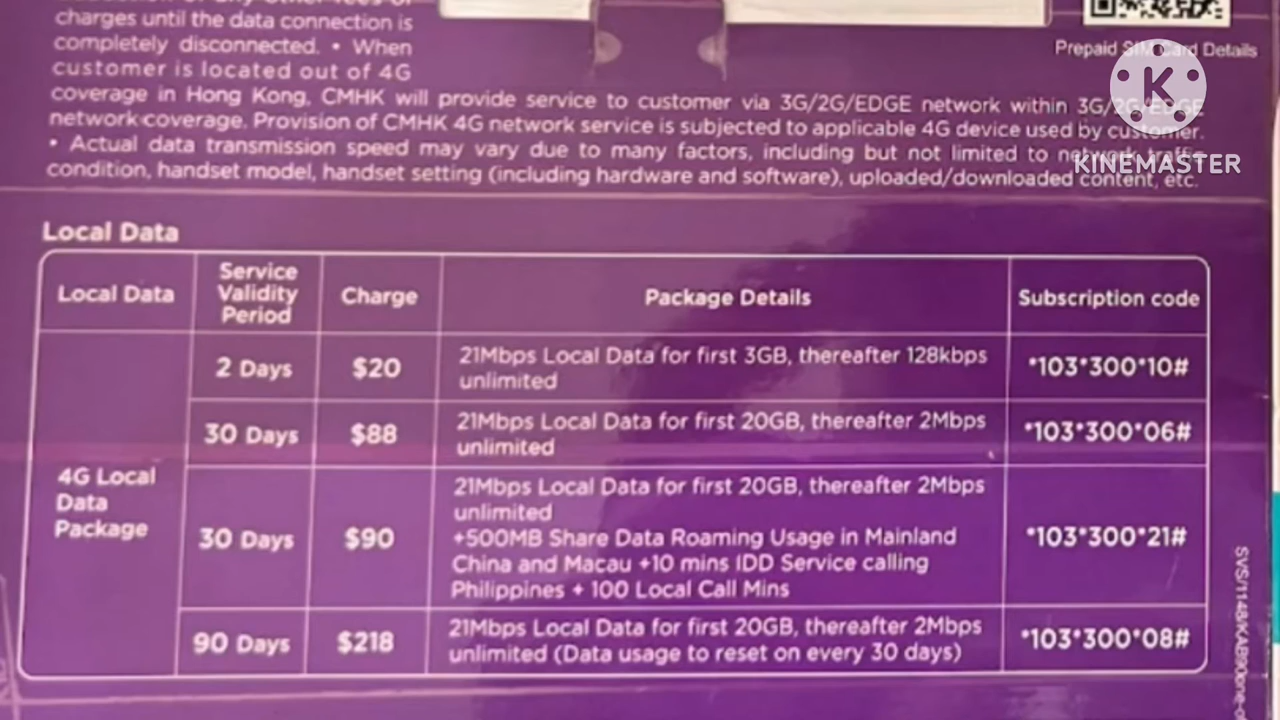 charges until the data connection is
completely disconnected. • When
customer is located out of 4G
coverage in Hong Kong, CMHK will provide service to customer via 3G/2G/EDGE network within 3G/2G/EDGE
network coverage. Provision of CMHK 4G network service is subjected to applicable 4G device used by customer.
• Actual data transmission speed may vary due to many factors, including but not limited to network traffic
condition, handset model, handset setting (including hardware and software), uploaded/downloaded content, etc.
Prepaid SIM Card Details
K
KINEMASTER
Local Data
Local Data
Service
Validity
Period
Charge
Package Details
Subscription code
4G Local
Data
Package
2 Days
$20
21Mbps Local Data for first 3GB, thereafter 128kbps
unlimited
*103*300*10#
30 Days
$88
21Mbps Local Data for first 20GB, thereafter 2Mbps
unlimited
*103*300*06#
30 Days
$90
21Mbps Local Data for first 20GB, thereafter 2Mbps
unlimited
+500MB Share Data Roaming Usage in Mainland
China and Macau +10 mins IDD Service calling
Philippines + 100 Local Call Mins
*103*300*21#
90 Days
$218
21Mbps Local Data for first 20GB, thereafter 2Mbps
unlimited (Data usage to reset on every 30 days)
*103*300*08#